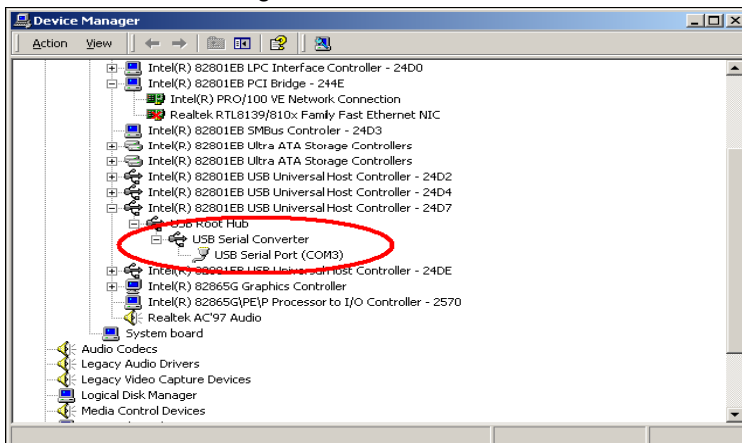 Device Manager
Action View
Intel(R) 82801EB LPC Interface Controller - 24D0
Intel(R) 82801EB PCI Bridge - 244E
Intel(R) PRO/100 VE Network Connection
Realtek RTL8139/810x Family Fast Ethernet NIC
Intel(R) 82801EB SMBus Controler - 24D3
Intel(R) 82801EB Ultra ATA Storage Controllers
Intel(R) 82801EB Ultra ATA Storage Controllers
Intel(R) 82801EB USB Universal Host Controller - 24D2
Intel(R) 82801EB USB Universal Host Controller - 24D4
Intel(R) 82801EB USB Universal Host Controller - 24D7
USB Root Hub
USB Serial Converter
USB Serial Port (COM3)
Intel(R) 82801EB USB Universal Host Controller - 24DE
Intel(R) 82865G Graphics Controller
Intel(R) 82865G\PE\P Processor to I/O Controller - 2570
Realtek AC'97 Audio
System board
Audio Codecs
Legacy Audio Drivers
Legacy Video Capture Devices
Logical Disk Manager
Media Control Devices